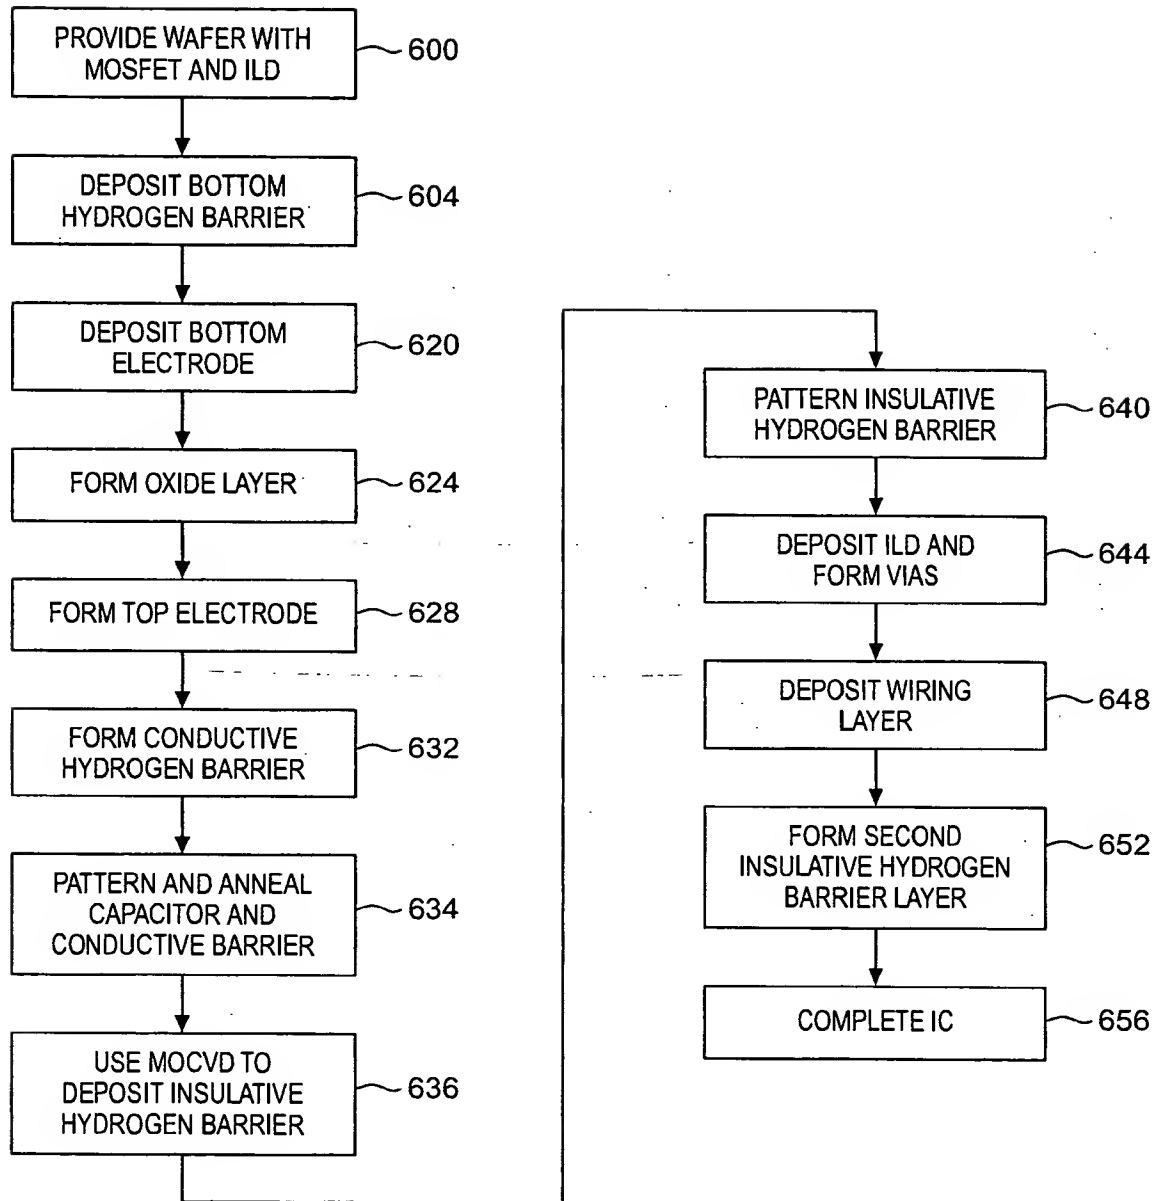 PROVIDE WAFER WITH
MOSFET AND ILD
600
DEPOSIT BOTTOM
HYDROGEN BARRIER
604
DEPOSIT BOTTOM
ELECTRODE
620
FORM OXIDE LAYER
624
FORM TOP ELECTRODE
628
FORM CONDUCTIVE
HYDROGEN BARRIER
632
PATTERN AND ANNEAL
CAPACITOR AND
CONDUCTIVE BARRIER
634
USE MOCVD TO
DEPOSIT INSULATIVE
HYDROGEN BARRIER
636
PATTERN INSULATIVE
HYDROGEN BARRIER
640
DEPOSIT ILD AND
FORM VIAS
644
DEPOSIT WIRING
LAYER
648
FORM SECOND
INSULATIVE HYDROGEN
BARRIER LAYER
652
COMPLETE IC
656